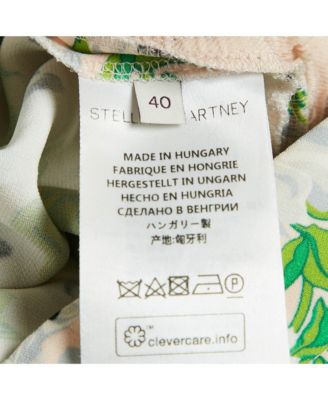 40
STELL ARTNEY
MADE IN HUNGARY
FABRIQUE EN HONGRIE
HERGESTELLT IN UNGARN
HECHO EN HUNGRIA
СДЕЛАНО В ВЕНГРИИ
ハンガリー製
产地:匈牙利
™
clevercare.info